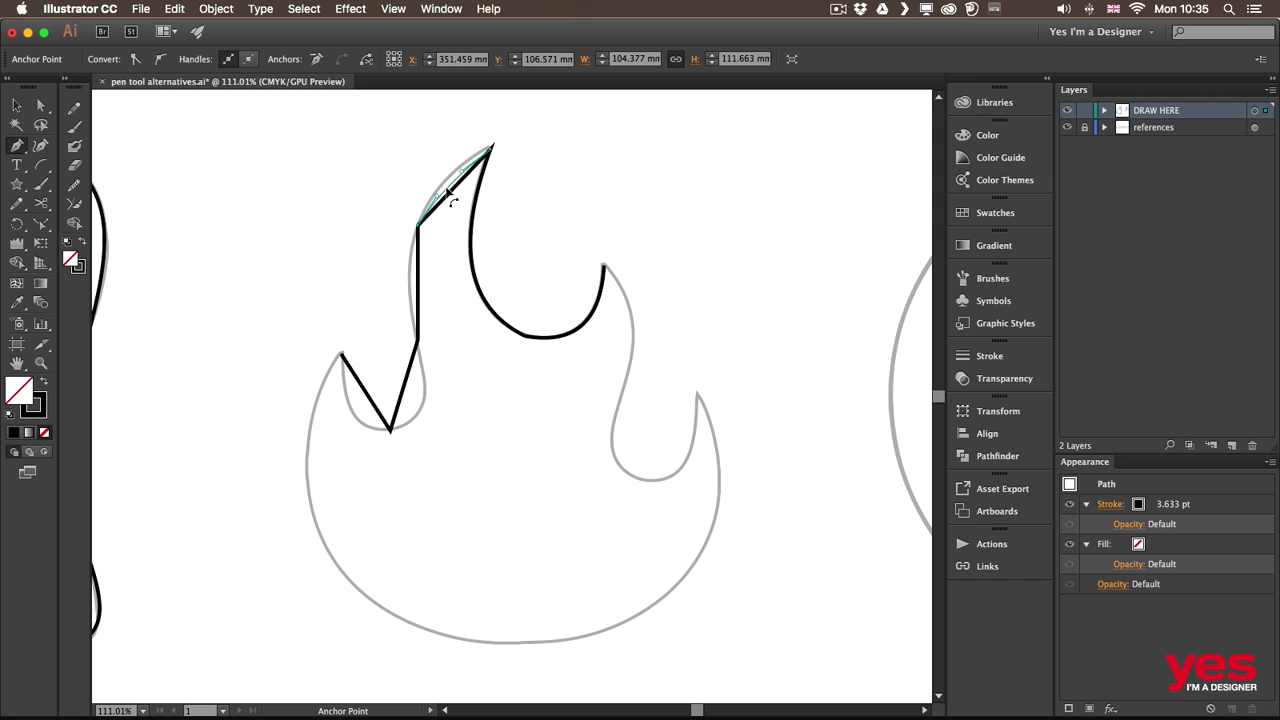 Illustrator CC File Edit Object Type Select Effect View Window Help Mon 10:35
Br St Yes I'm a Designer
Anchor Point Convert: Handles: Anchors: X: 351.459 mm Y: 106.571 mm W: 104.377 mm H: 111.663 mm
× pen tool alternatives.ai* @ 111.01% (CMYK/GPU Preview)
Libraries
Color
Color Guide
Color Themes
Swatches
Gradient
Brushes
Symbols
Graphic Styles
Stroke
Transparency
Transform
Align
Pathfinder
Asset Export
Artboards
Actions
Links
Layers
DRAW HERE
references
2 Layers
Appearance
Path
Stroke: 3.633 pt
Opacity: Default
Fill:
Opacity: Default
Opacity: Default
yes
I'M A DESIGNER
111.01% 1 Anchor Point
fx